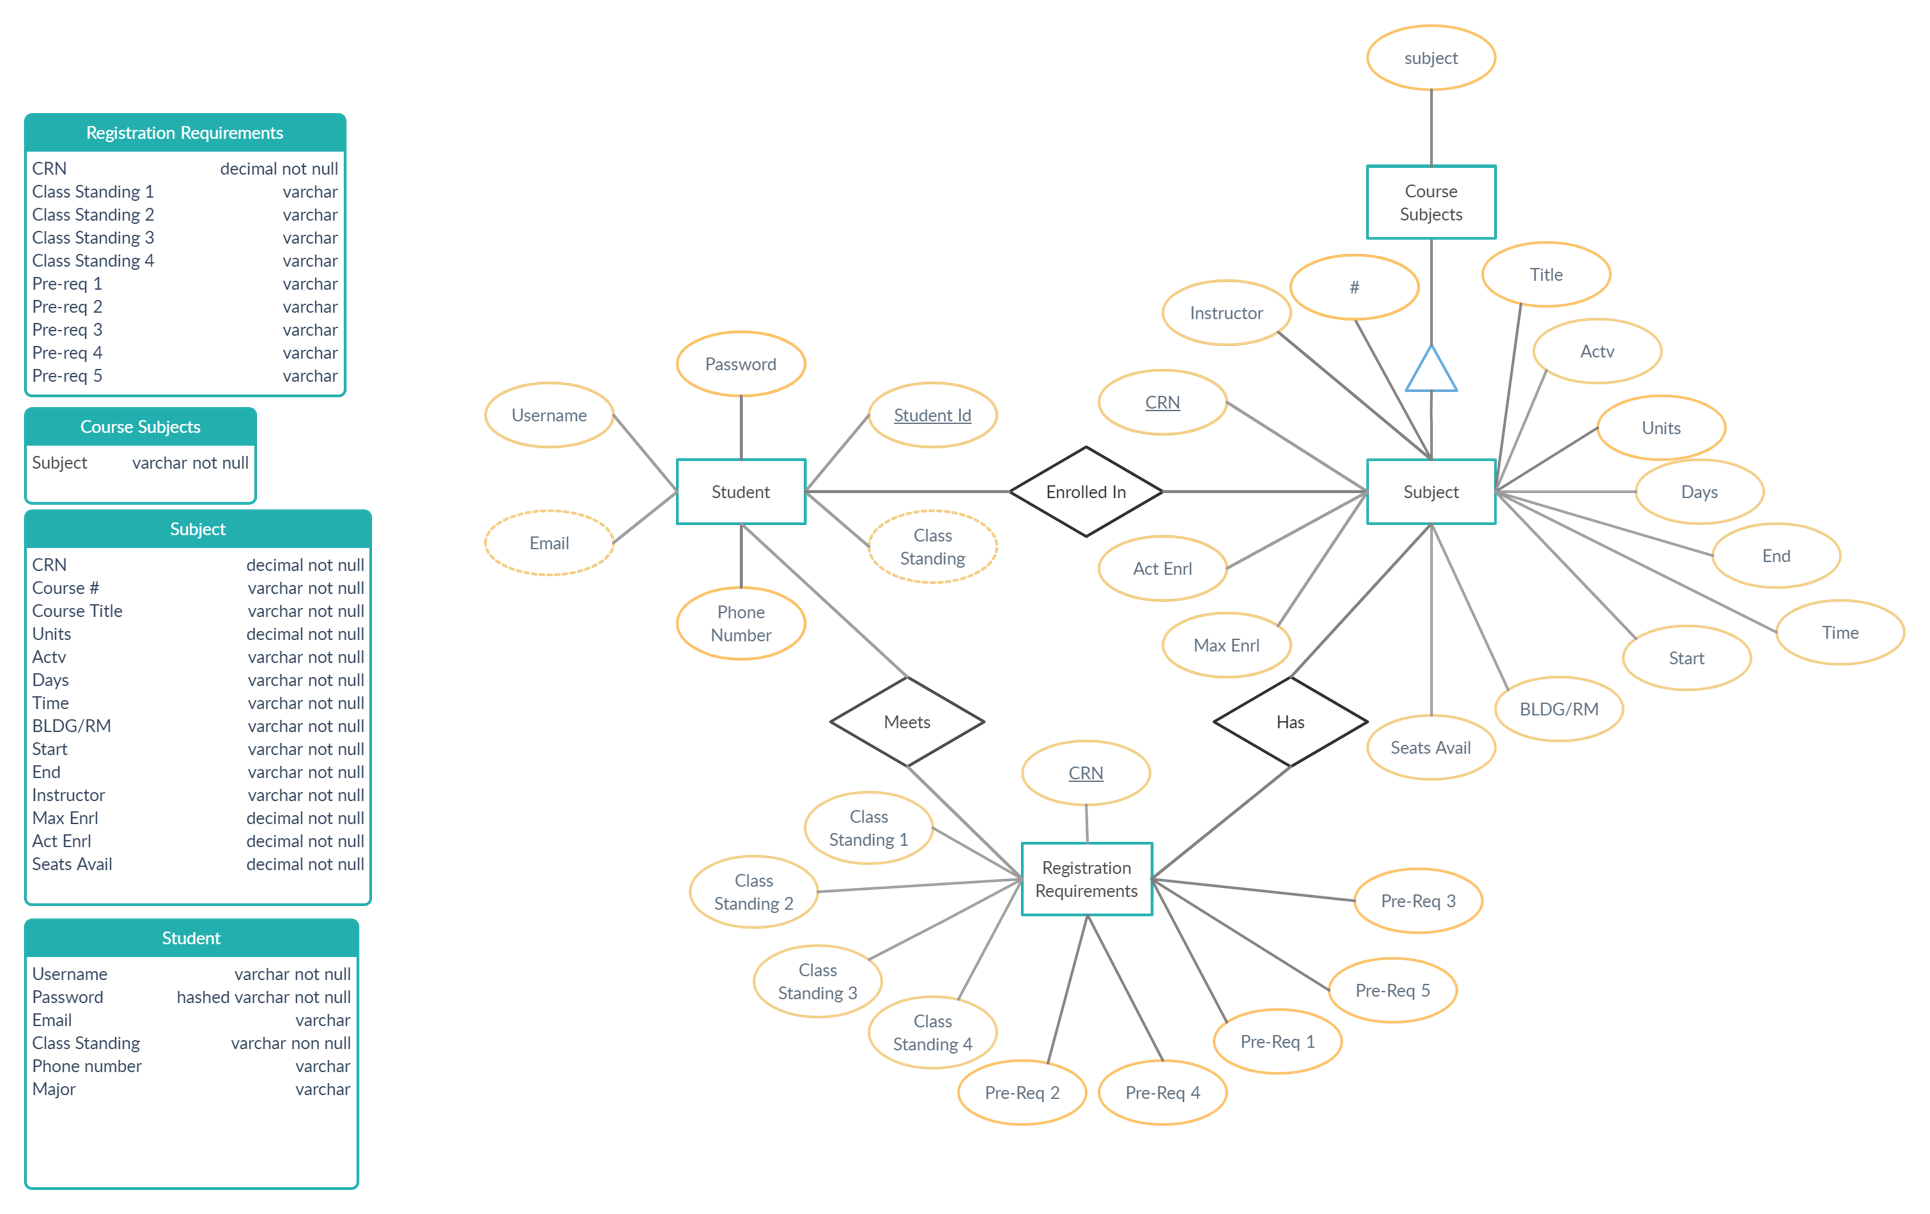 Registration Requirements
CRN decimal not null
Class Standing 1 varchar
Class Standing 2 varchar
Class Standing 3 varchar
Class Standing 4 varchar
Pre-req 1 varchar
Pre-req 2 varchar
Pre-req 3 varchar
Pre-req 4 varchar
Pre-req 5 varchar
Course Subjects
Subject varchar not null
Subject
CRN decimal not null
Course # varchar not null
Course Title varchar not null
Units decimal not null
Actv varchar not null
Days varchar not null
Time varchar not null
BLDG/RM varchar not null
Start varchar not null
End varchar not null
Instructor varchar not null
Max Enrl decimal not null
Act Enrl decimal not null
Seats Avail decimal not null
Student
Username varchar not null
Password hashed varchar not null
Email varchar
Class Standing varchar non null
Phone number varchar
Major varchar
subject
Course
Subjects
Title
#
Instructor
Actv
Password
CRN
Username
Student Id
Units
Student
Enrolled In
Subject
Days
Email
Class
Standing
End
Act Enrl
Phone
Number
Time
Max Enrl
Start
BLDG/RM
Meets
Has
Seats Avail
CRN
Class
Standing 1
Registration
Requirements
Class
Standing 2
Pre-Req 3
Class
Standing 3
Pre-Req 5
Class
Standing 4
Pre-Req 1
Pre-Req 2
Pre-Req 4